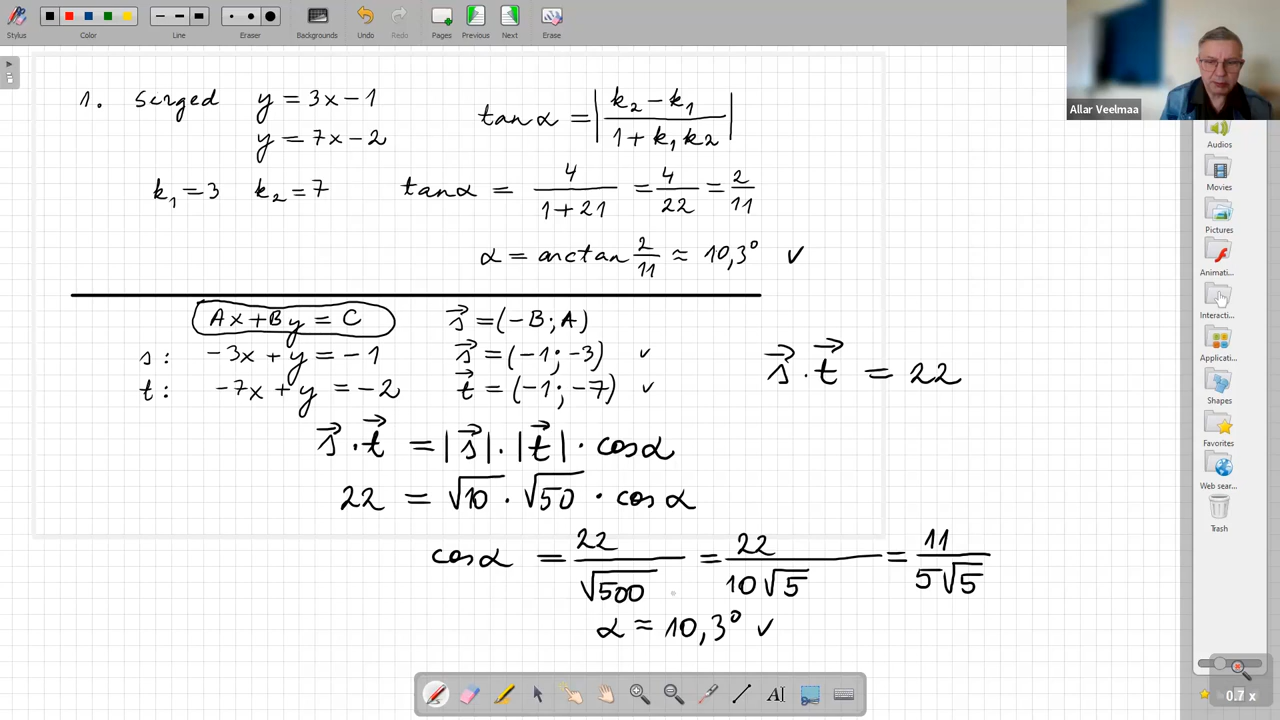 Stylus Color Line Eraser Backgrounds Undo Redo Pages Previous Next Erase
Allar Veelmaa
1. Sirged y = 3x − 1
y = 7x − 2
tan α = |(k₂ − k₁)/(1 + k₁k₂)|
k₁ = 3 k₂ = 7 tan α = 4/(1 + 21) = 4/22 = 2/11
α = arctan 2/11 ≈ 10,3° ✓
Ax + By = C s⃗ = (−B; A)
s: −3x + y = −1 s⃗ = (−1; −3) ✓
t: −7x + y = −2 t⃗ = (−1; −7) ✓
s⃗ · t⃗ = 22
s⃗ · t⃗ = |s⃗| · |t⃗| · cos α
22 = √10 · √50 · cos α
cos α = 22/√500 = 22/(10√5) = 11/(5√5)
α ≈ 10,3° ✓
Audios
Movies
Pictures
Animati...
Interacti...
Applicati...
Shapes
Favorites
Web sear...
Trash
0.7 x
AI